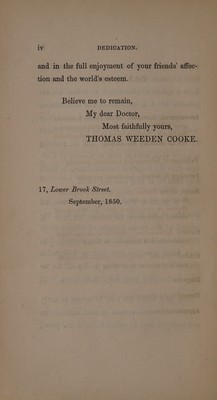 iv DEDICATION.
and in the full enjoyment of your friends' affec-
tion and the world's esteem.
Believe me to remain,
My dear Doctor,
Most faithfully yours,
THOMAS WEEDEN COOKE.
17, Lower Brook Street.
September, 1850.